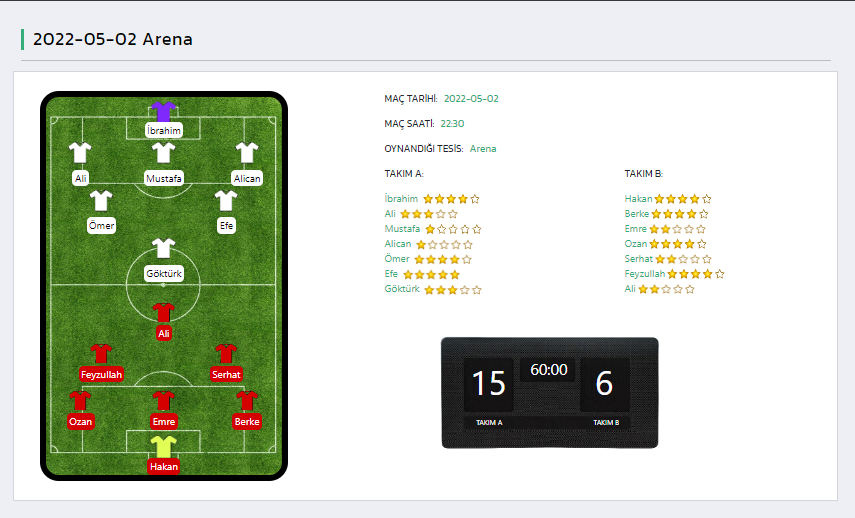 2022-05-02 Arena
İbrahim
Ali Mustafa Alican
Ömer Efe
Göktürk
Ali
Feyzullah Serhat
Ozan Emre Berke
Hakan
MAÇ TARİHİ: 2022-05-02
MAÇ SAATİ: 22:30
OYNANDIĞI TESİS: Arena
TAKIM A: TAKIM B:
İbrahim Hakan
Ali Berke
Mustafa Emre
Alican Ozan
Ömer Serhat
Efe Feyzullah
Göktürk Ali
15 60:00 6
TAKIM A TAKIM B